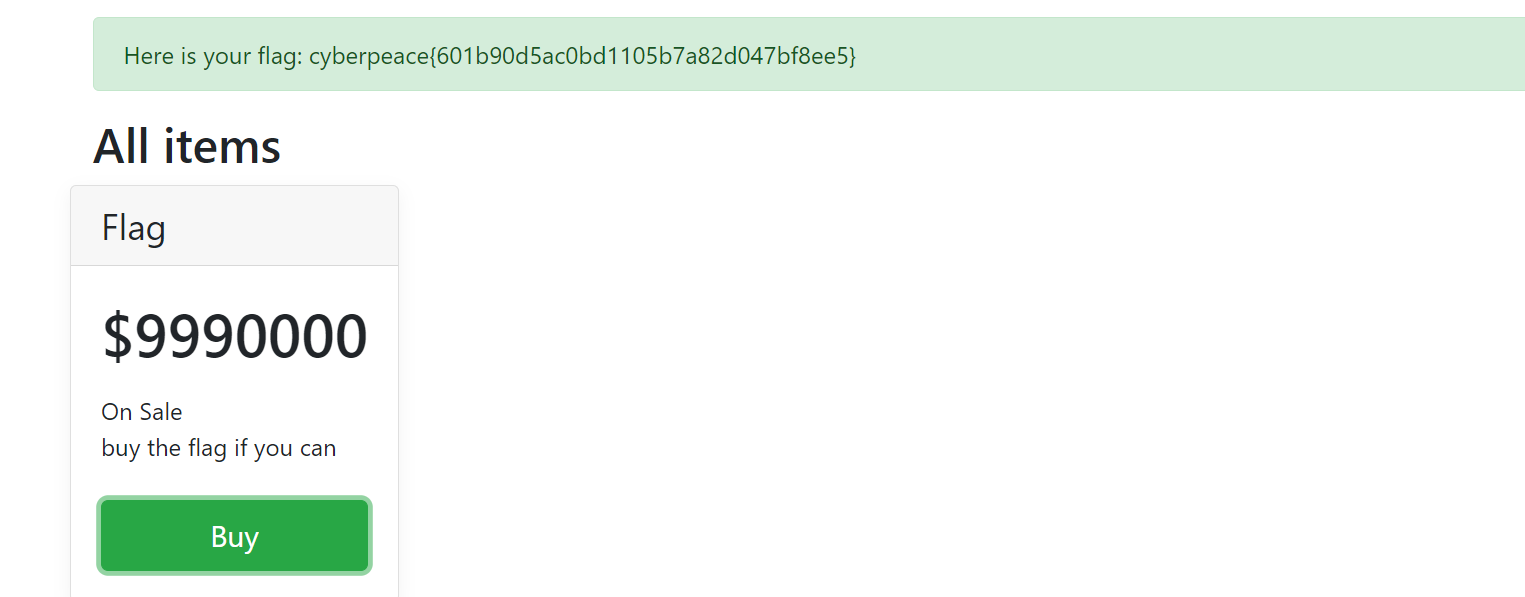 Here is your flag: cyberpeace{601b90d5ac0bd1105b7a82d047bf8ee5}
All items
Flag
$9990000
On Sale
buy the flag if you can
Buy